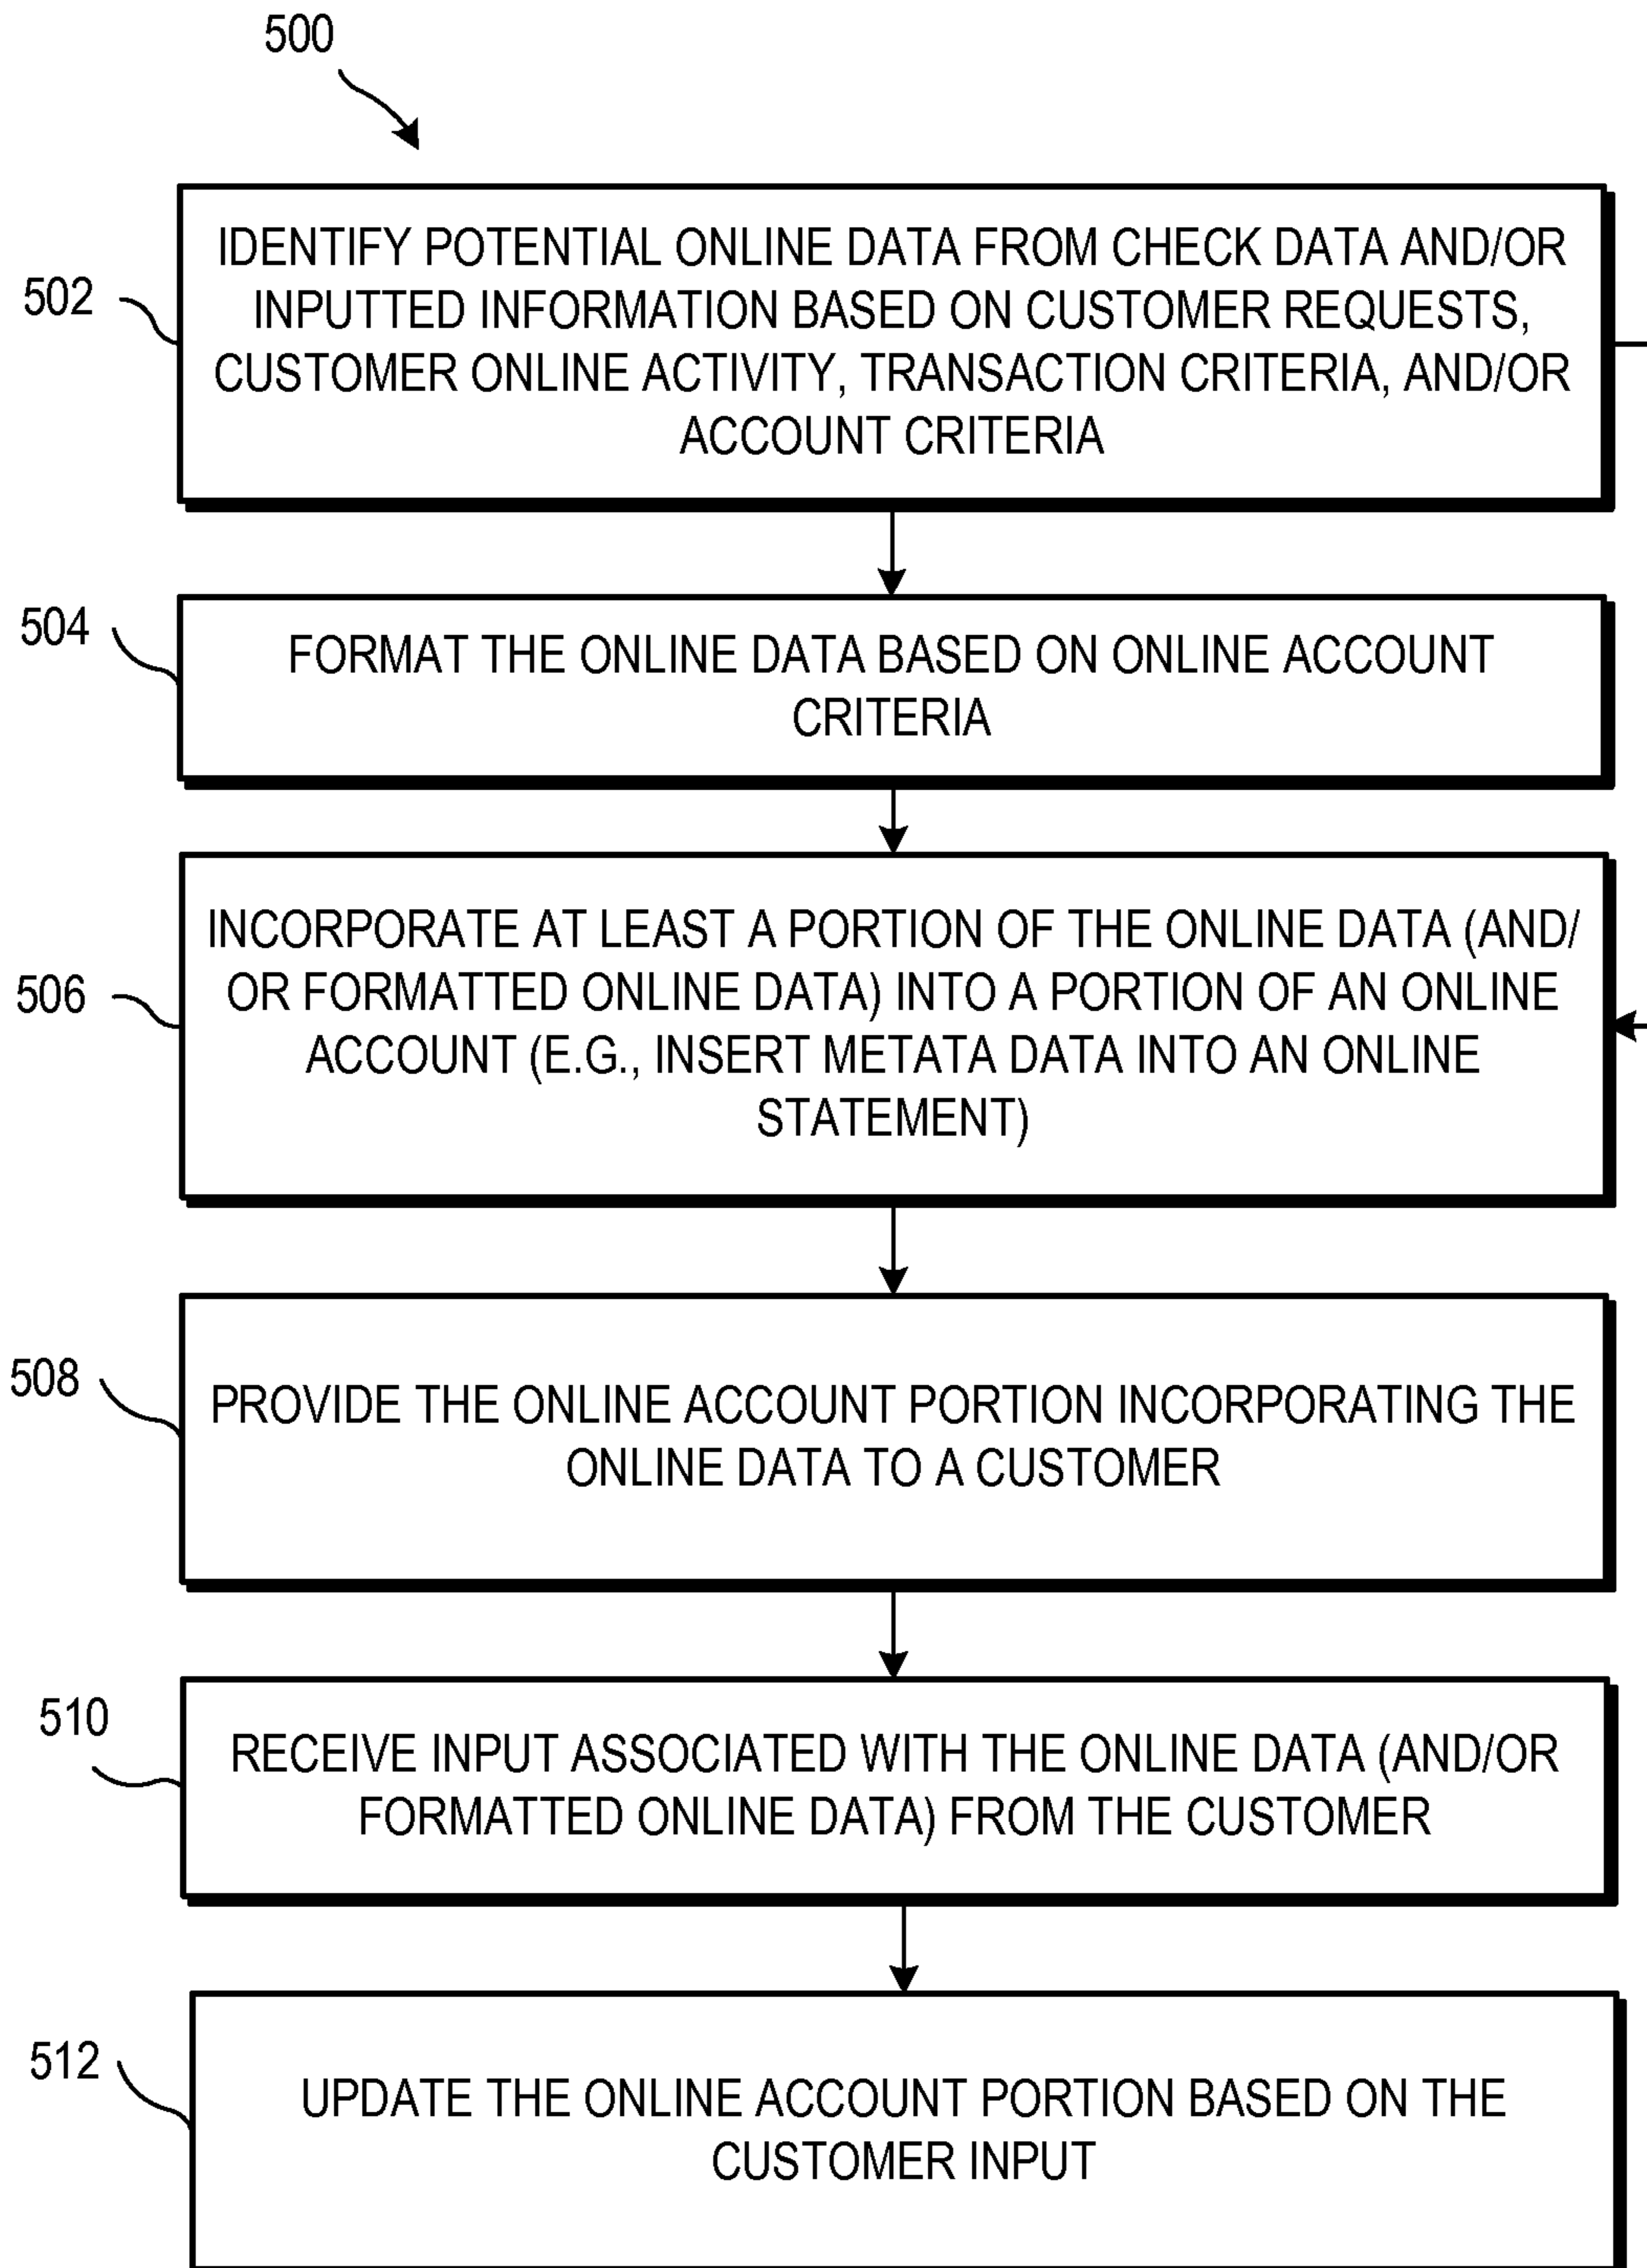 500
502
IDENTIFY POTENTIAL ONLINE DATA FROM CHECK DATA AND/OR
INPUTTED INFORMATION BASED ON CUSTOMER REQUESTS,
CUSTOMER ONLINE ACTIVITY, TRANSACTION CRITERIA, AND/OR
ACCOUNT CRITERIA
504
FORMAT THE ONLINE DATA BASED ON ONLINE ACCOUNT
CRITERIA
506
INCORPORATE AT LEAST A PORTION OF THE ONLINE DATA (AND/
OR FORMATTED ONLINE DATA) INTO A PORTION OF AN ONLINE
ACCOUNT (E.G., INSERT METATA DATA INTO AN ONLINE
STATEMENT)
508
PROVIDE THE ONLINE ACCOUNT PORTION INCORPORATING THE
ONLINE DATA TO A CUSTOMER
510
RECEIVE INPUT ASSOCIATED WITH THE ONLINE DATA (AND/OR
FORMATTED ONLINE DATA) FROM THE CUSTOMER
512
UPDATE THE ONLINE ACCOUNT PORTION BASED ON THE
CUSTOMER INPUT